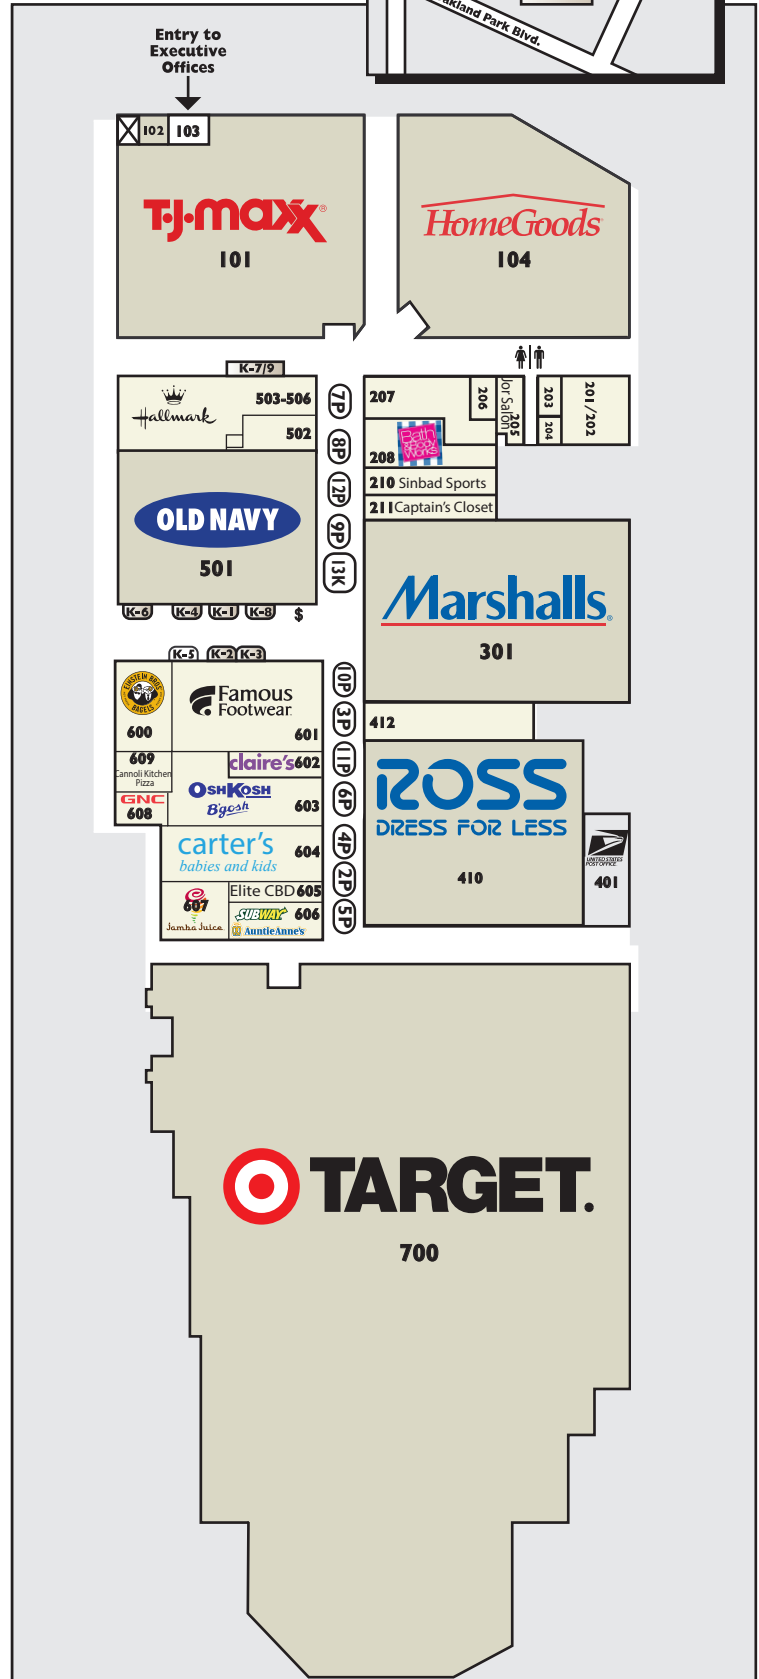 akland Park Blvd.
Entry to
Executive
Offices
102
103
T·J·maxx®
101
HomeGoods
104
K-7/9
Hallmark
503-506
502
7P
8P
12P
9P
13K
207
206
Jor Salon
205
203
204
201/202
Bath
& Body
Works
208
210 Sinbad Sports
211 Captain's Closet
OLD NAVY
501
K-6
K-4
K-1
K-8
$
Marshalls®
301
K-5
K-2
K-3
EINSTEIN BROS
BAGELS
600
Famous
Footwear
601
609
Cannoli Kitchen
Pizza
GNC
608
claire's 602
OSHKOSH
B'gosh
603
carter's
babies and kids
604
607
Jamba Juice
Elite CBD 605
SUBWAY
606
Auntie Anne's
10P
3P
11P
6P
4P
2P
5P
412
ROSS
DRESS FOR LESS
410
UNITED STATES
POST OFFICE
401
TARGET.
700